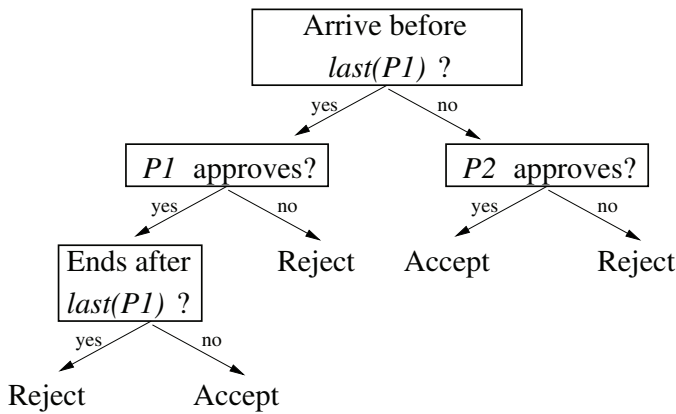 Arrive before
last(P1) ?
yes
no
P1 approves?
P2 approves?
yes
no
yes
no
Ends after
last(P1) ?
Reject
Accept
Reject
yes
no
Reject
Accept